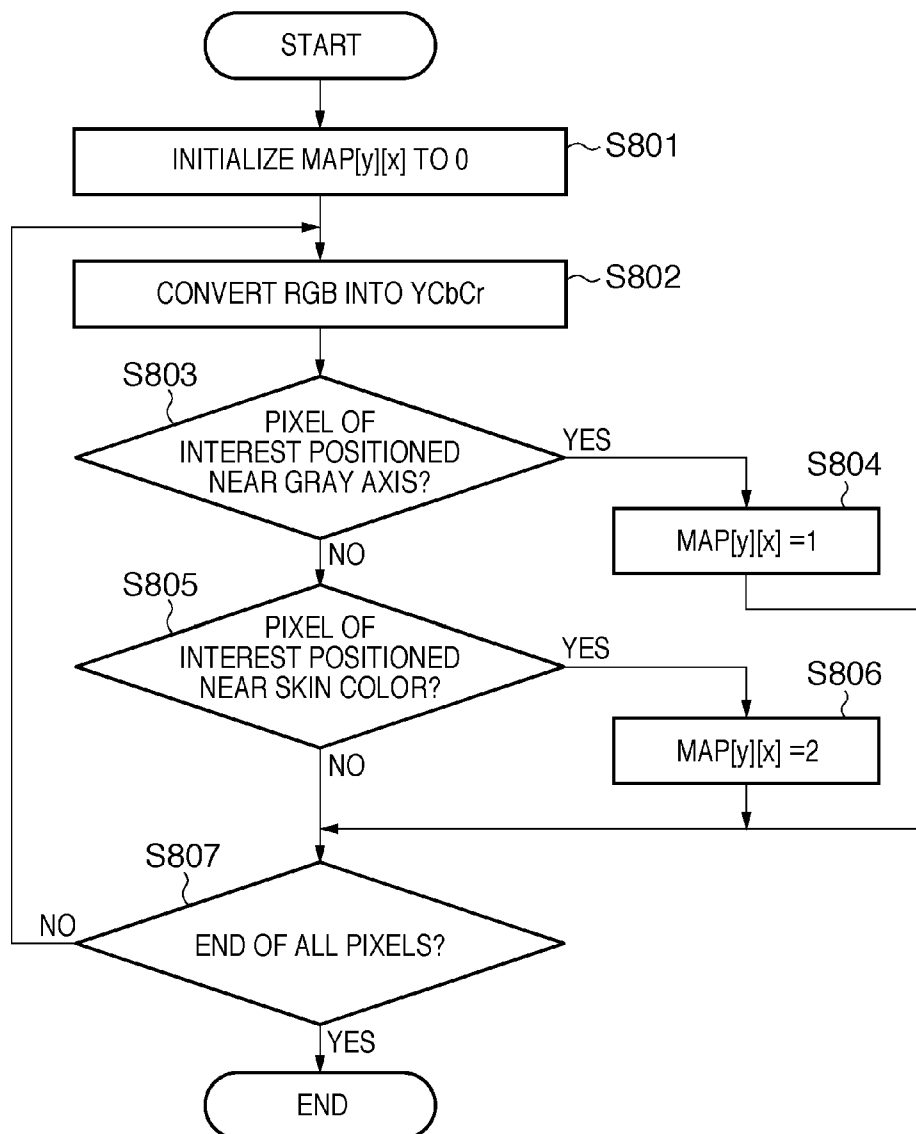 START
INITIALIZE MAP[y][x] TO 0
S801
CONVERT RGB INTO YCbCr
S802
S803
PIXEL OF
INTEREST POSITIONED
NEAR GRAY AXIS?
YES
S804
MAP[y][x] =1
NO
S805
PIXEL OF
INTEREST POSITIONED
NEAR SKIN COLOR?
YES
S806
MAP[y][x] =2
NO
S807
NO
END OF ALL PIXELS?
YES
END